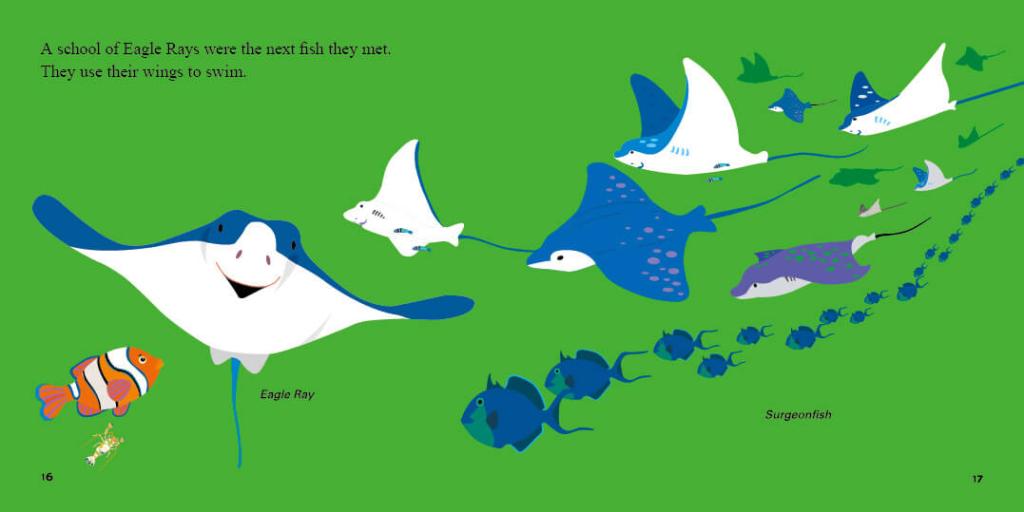 A school of Eagle Rays were the next fish they met.
They use their wings to swim.
Eagle Ray
Surgeonfish
16
17